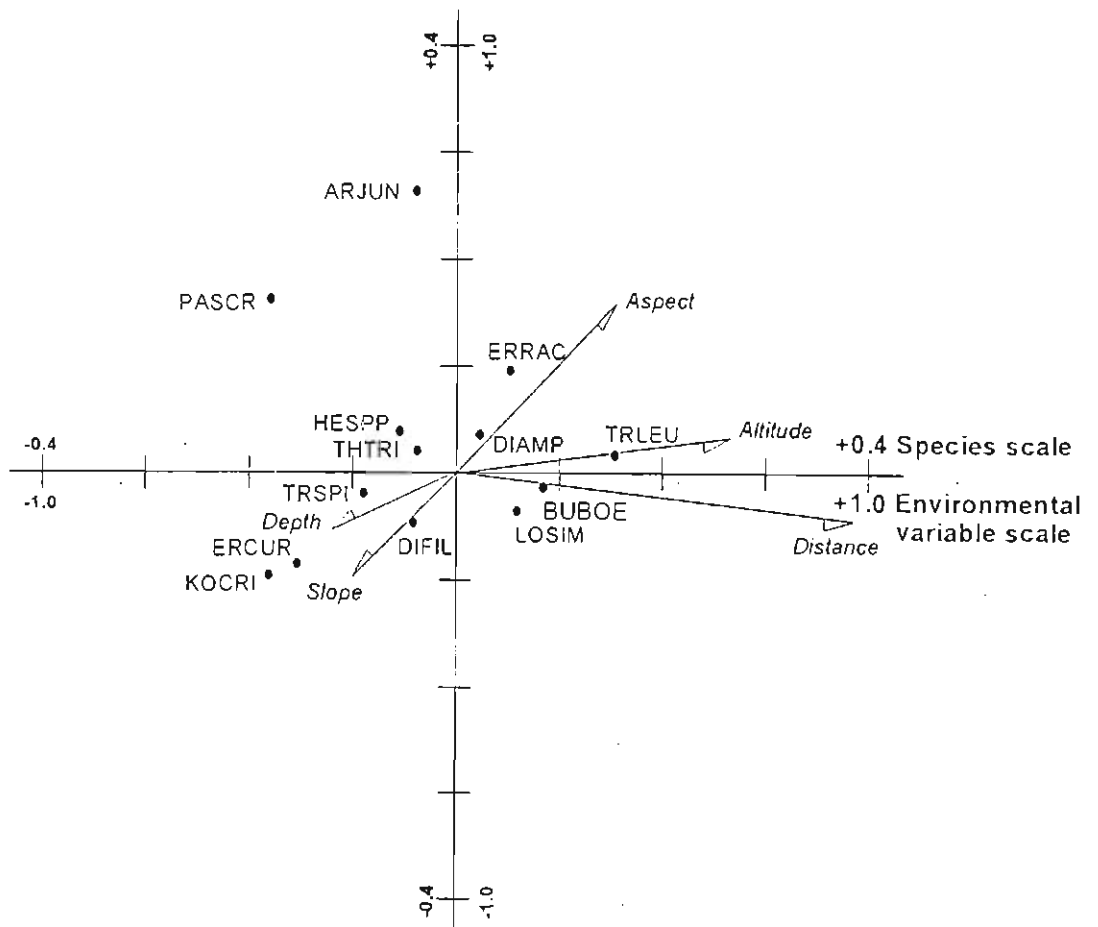 +0.4
+1.0
ARJUN
PASCR
Aspect
ERRAC
HESPP
THTRI
DIAMP
TRLEU
Altitude
-0.4
+0.4 Species scale
-1.0
+1.0 Environmental
variable scale
TRSPI
BUBOE
Depth
DIFIL
LOSIM
Distance
ERCUR
KOCRI
Slope
-0.4
-1.0